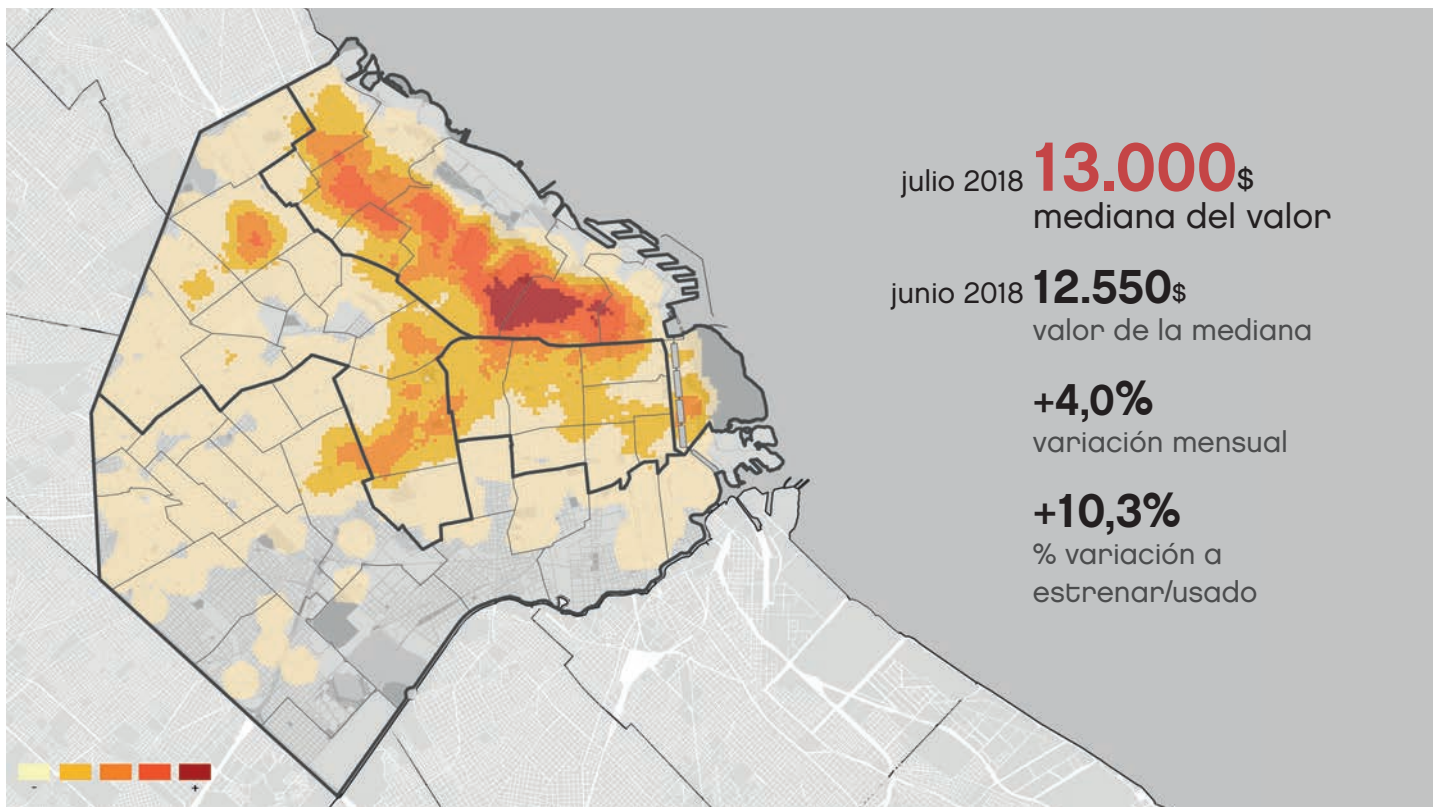 julio 2018 13.000$
mediana del valor
junio 2018 12.550$
valor de la mediana
+4,0%
variación mensual
+10,3%
% variación a
estrenar/usado
- +